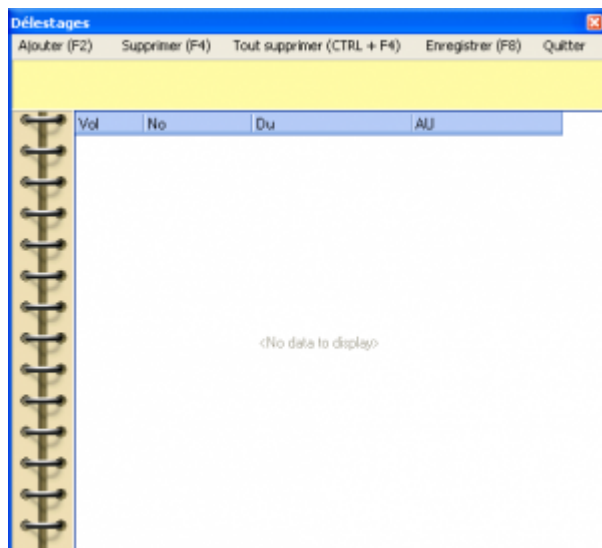 Délestages
Ajouter (F2) Supprimer (F4) Tout supprimer (CTRL + F4) Enregistrer (F8) Quitter
Vol No Du AU
<No data to display>